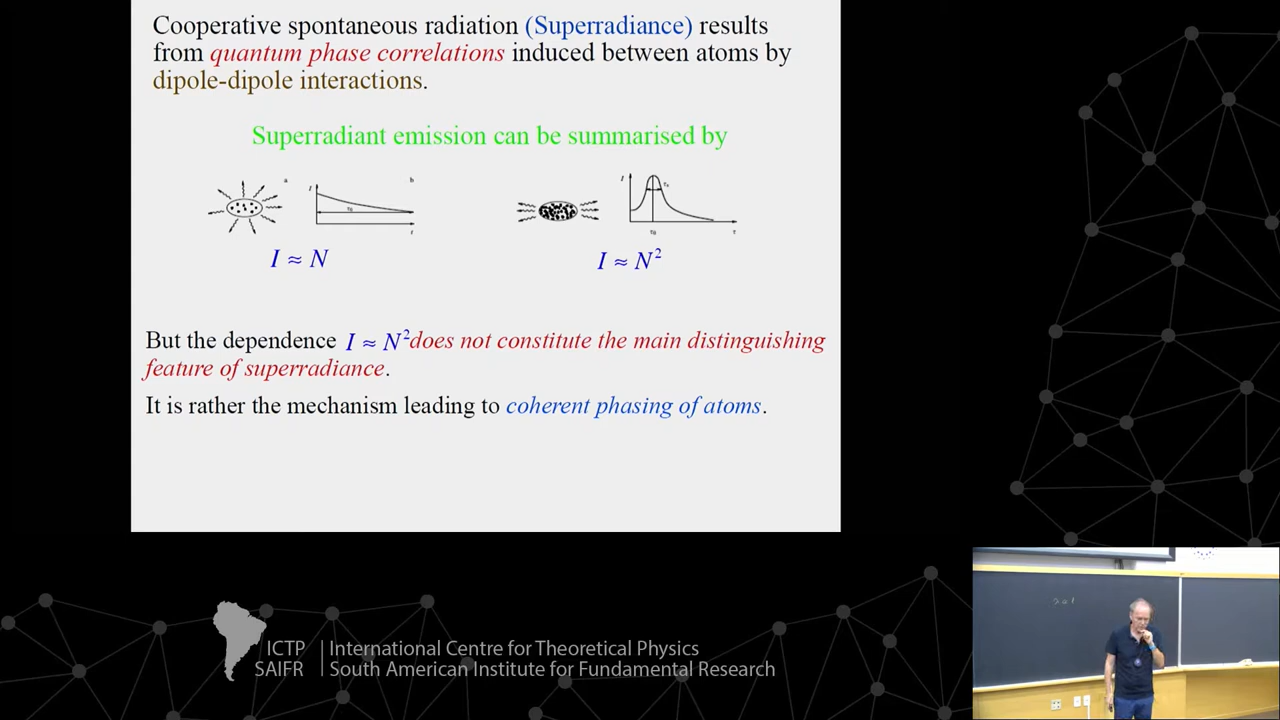 Cooperative spontaneous radiation (Superradiance) results
from quantum phase correlations induced between atoms by
dipole-dipole interactions.
Superradiant emission can be summarised by
a
b
I
I
t
τ
I ≈ N
I ≈ N²
But the dependence I ≈ N² does not constitute the main distinguishing
feature of superradiance.
It is rather the mechanism leading to coherent phasing of atoms.
ICTP
SAIFR
International Centre for Theoretical Physics
South American Institute for Fundamental Research